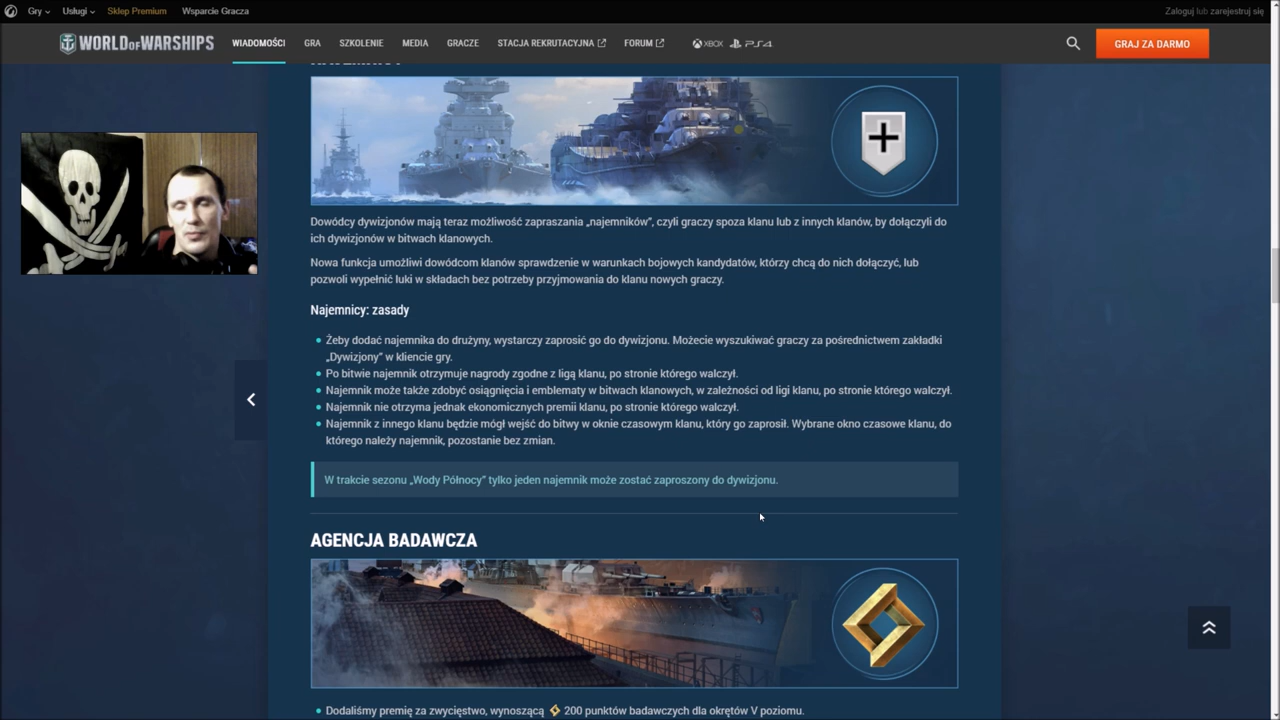 Gry Usługi Sklep Premium Wsparcie Gracza Zaloguj lub zarejestruj się
WORLD OF WARSHIPS WIADOMOŚCI GRA SZKOLENIE MEDIA GRACZE STACJA REKRUTACYJNA FORUM XBOX PS4 GRAJ ZA DARMO
Dowódcy dywizjonów mają teraz możliwość zapraszania „najemników”, czyli graczy spoza klanu lub z innych klanów, by dołączyli do
ich dywizjonów w bitwach klanowych.
Nowa funkcja umożliwi dowódcom klanów sprawdzenie w warunkach bojowych kandydatów, którzy chcą do nich dołączyć, lub
pozwoli wypełnić luki w składach bez potrzeby przyjmowania do klanu nowych graczy.
Najemnicy: zasady
Żeby dodać najemnika do drużyny, wystarczy zaprosić go do dywizjonu. Możecie wyszukiwać graczy za pośrednictwem zakładki
„Dywizjony” w kliencie gry.
Po bitwie najemnik otrzymuje nagrody zgodne z ligą klanu, po stronie którego walczył.
Najemnik może także zdobyć osiągnięcia i emblematy w bitwach klanowych, w zależności od ligi klanu, po stronie którego walczył.
Najemnik nie otrzyma jednak ekonomicznych premii klanu, po stronie którego walczył.
Najemnik z innego klanu będzie mógł wejść do bitwy w oknie czasowym klanu, który go zaprosił. Wybrane okno czasowe klanu, do
którego należy najemnik, pozostanie bez zmian.
W trakcie sezonu „Wody Północy” tylko jeden najemnik może zostać zaproszony do dywizjonu.
AGENCJA BADAWCZA
Dodaliśmy premię za zwycięstwo, wynoszącą 200 punktów badawczych dla okrętów V poziomu.